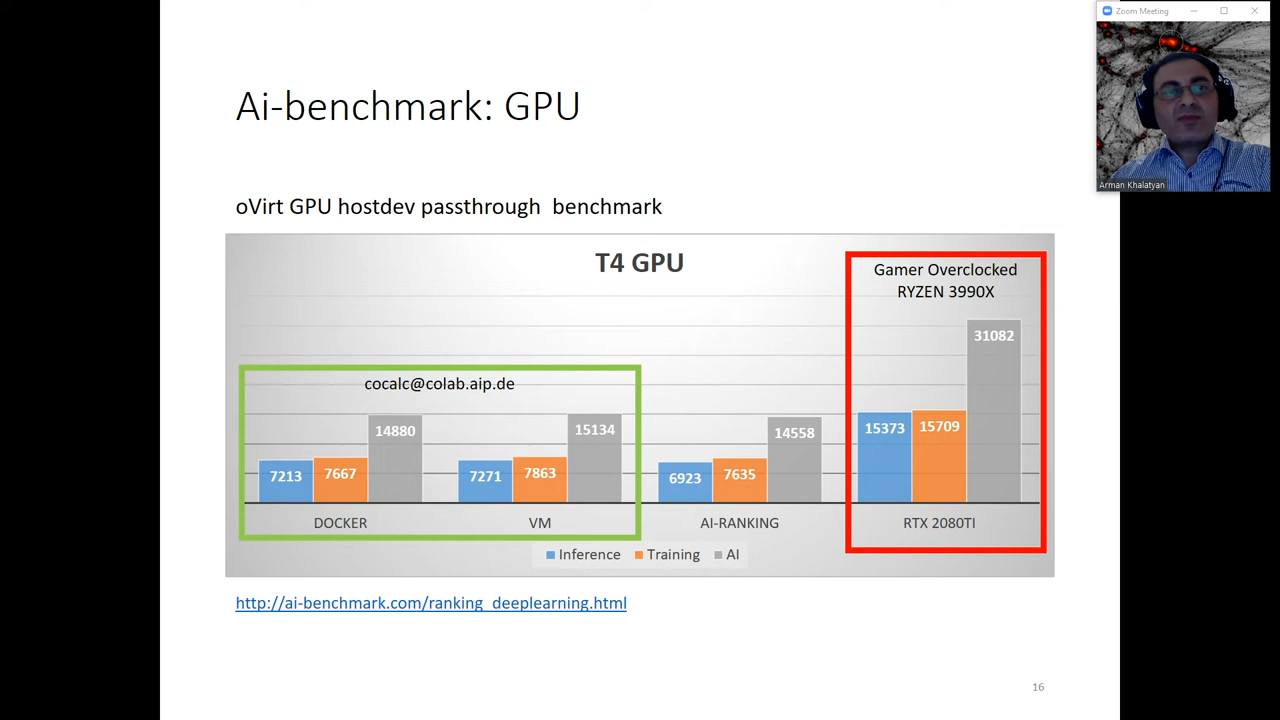 Zoom Meeting
Arman Khalatyan
Ai-benchmark: GPU
oVirt GPU hostdev passthrough benchmark
T4 GPU
Gamer Overclocked
RYZEN 3990X
cocalc@colab.aip.de
7213 7667 14880
7271 7863 15134
6923 7635 14558
15373 15709 31082
DOCKER VM AI-RANKING RTX 2080TI
Inference Training AI
http://ai-benchmark.com/ranking_deeplearning.html
16